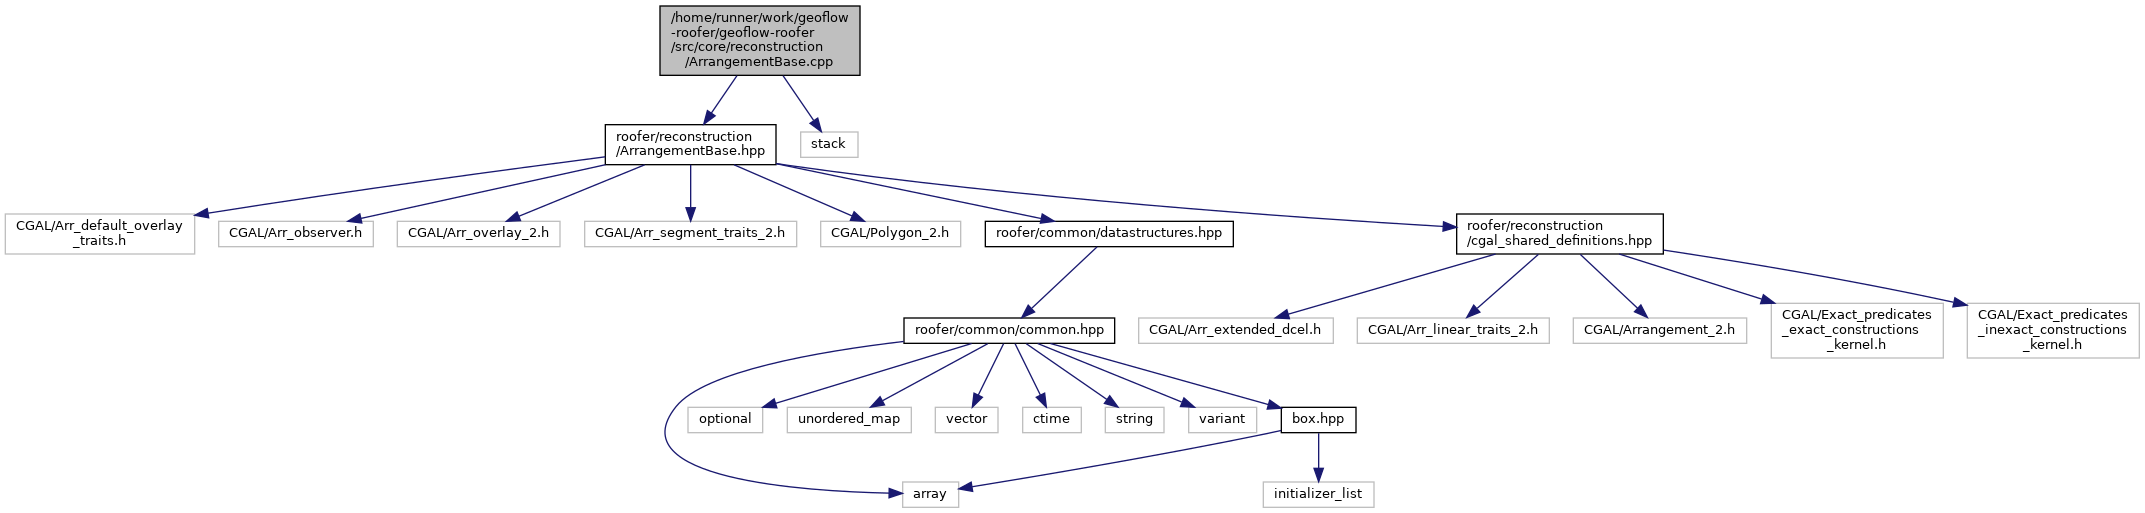 /home/runner/work/geoflow
-roofer/geoflow-roofer
/src/core/reconstruction
/ArrangementBase.cpp
roofer/reconstruction
/ArrangementBase.hpp
stack
CGAL/Arr_default_overlay
_traits.h
CGAL/Arr_observer.h
CGAL/Arr_overlay_2.h
CGAL/Arr_segment_traits_2.h
CGAL/Polygon_2.h
roofer/common/datastructures.hpp
roofer/reconstruction
/cgal_shared_definitions.hpp
roofer/common/common.hpp
CGAL/Arr_extended_dcel.h
CGAL/Arr_linear_traits_2.h
CGAL/Arrangement_2.h
CGAL/Exact_predicates
_exact_constructions
_kernel.h
CGAL/Exact_predicates
_inexact_constructions
_kernel.h
optional
unordered_map
vector
ctime
string
variant
box.hpp
array
initializer_list